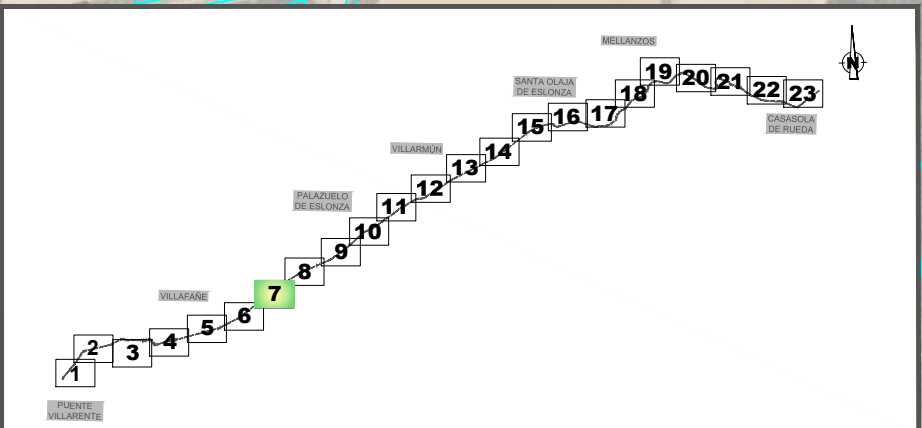 MELLANZOS
N
19
20
21
22
23
SANTA OLAJA
DE ESLONZA
18
17
16
15
CASASOLA
DE RUEDA
VILLARMÚN
14
13
12
PALAZUELO
DE ESLONZA
11
10
9
8
VILLAFAÑE
7
6
5
4
3
2
1
PUENTE
VILLARENTE